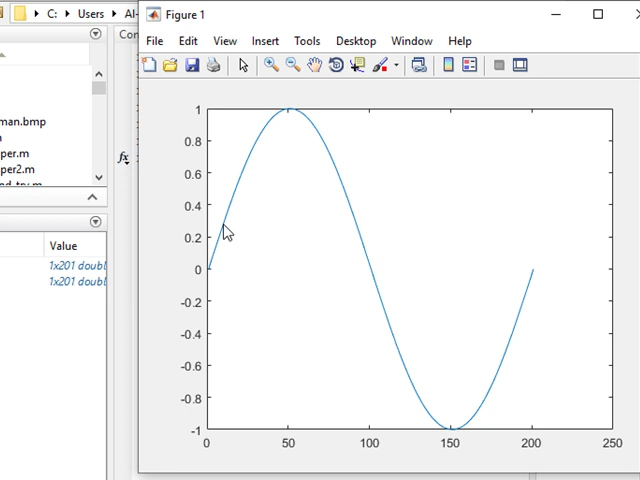 C: Users Al-
Figure 1
Con
File Edit View Insert Tools Desktop Window Help
man.bmp
per.m
per2.m
fx
Value
1x201 doubl
1x201 doubl
1
0.8
0.6
0.4
0.2
0
-0.2
-0.4
-0.6
-0.8
-1
0 50 100 150 200 250